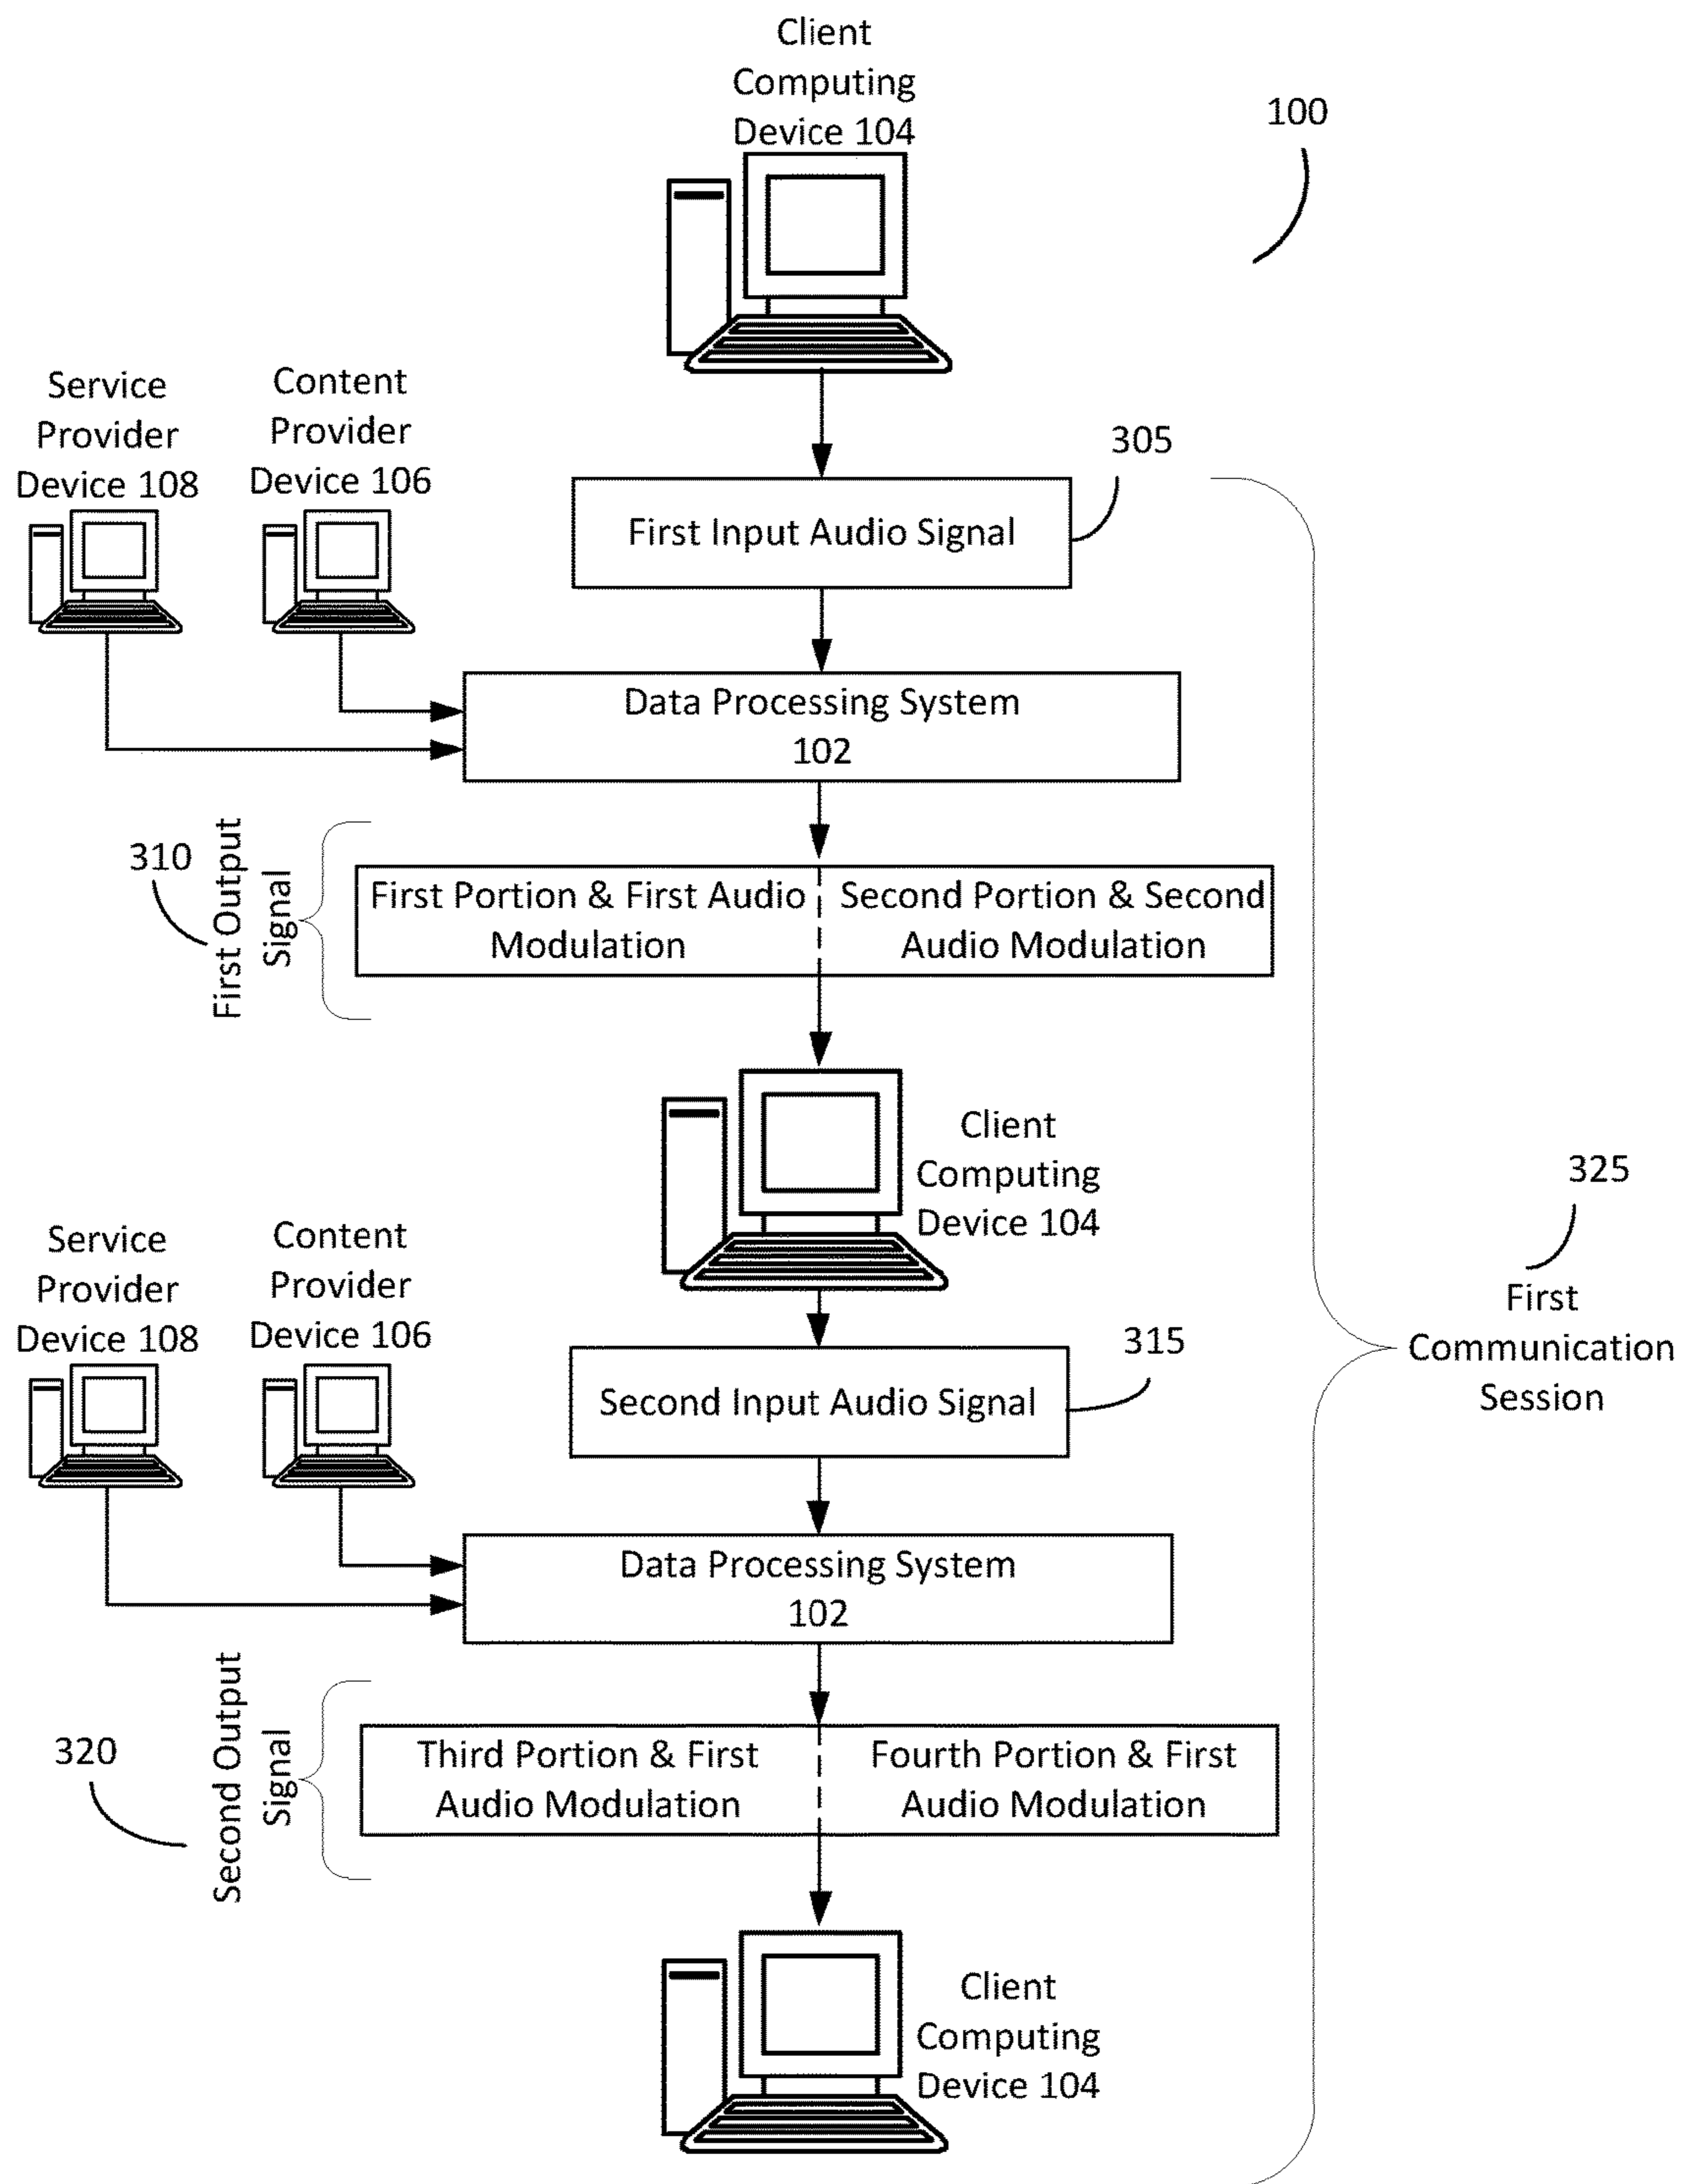 Client
Computing
Device 104
100
Service
Provider
Device 108
Content
Provider
Device 106
305
First Input Audio Signal
Data Processing System
102
310
First Output
Signal
First Portion & First Audio
Modulation
Second Portion & Second
Audio Modulation
Client
Computing
Device 104
325
First
Communication
Session
Service
Provider
Device 108
Content
Provider
Device 106
315
Second Input Audio Signal
Data Processing System
102
320
Second Output
Signal
Third Portion & First
Audio Modulation
Fourth Portion & First
Audio Modulation
Client
Computing
Device 104